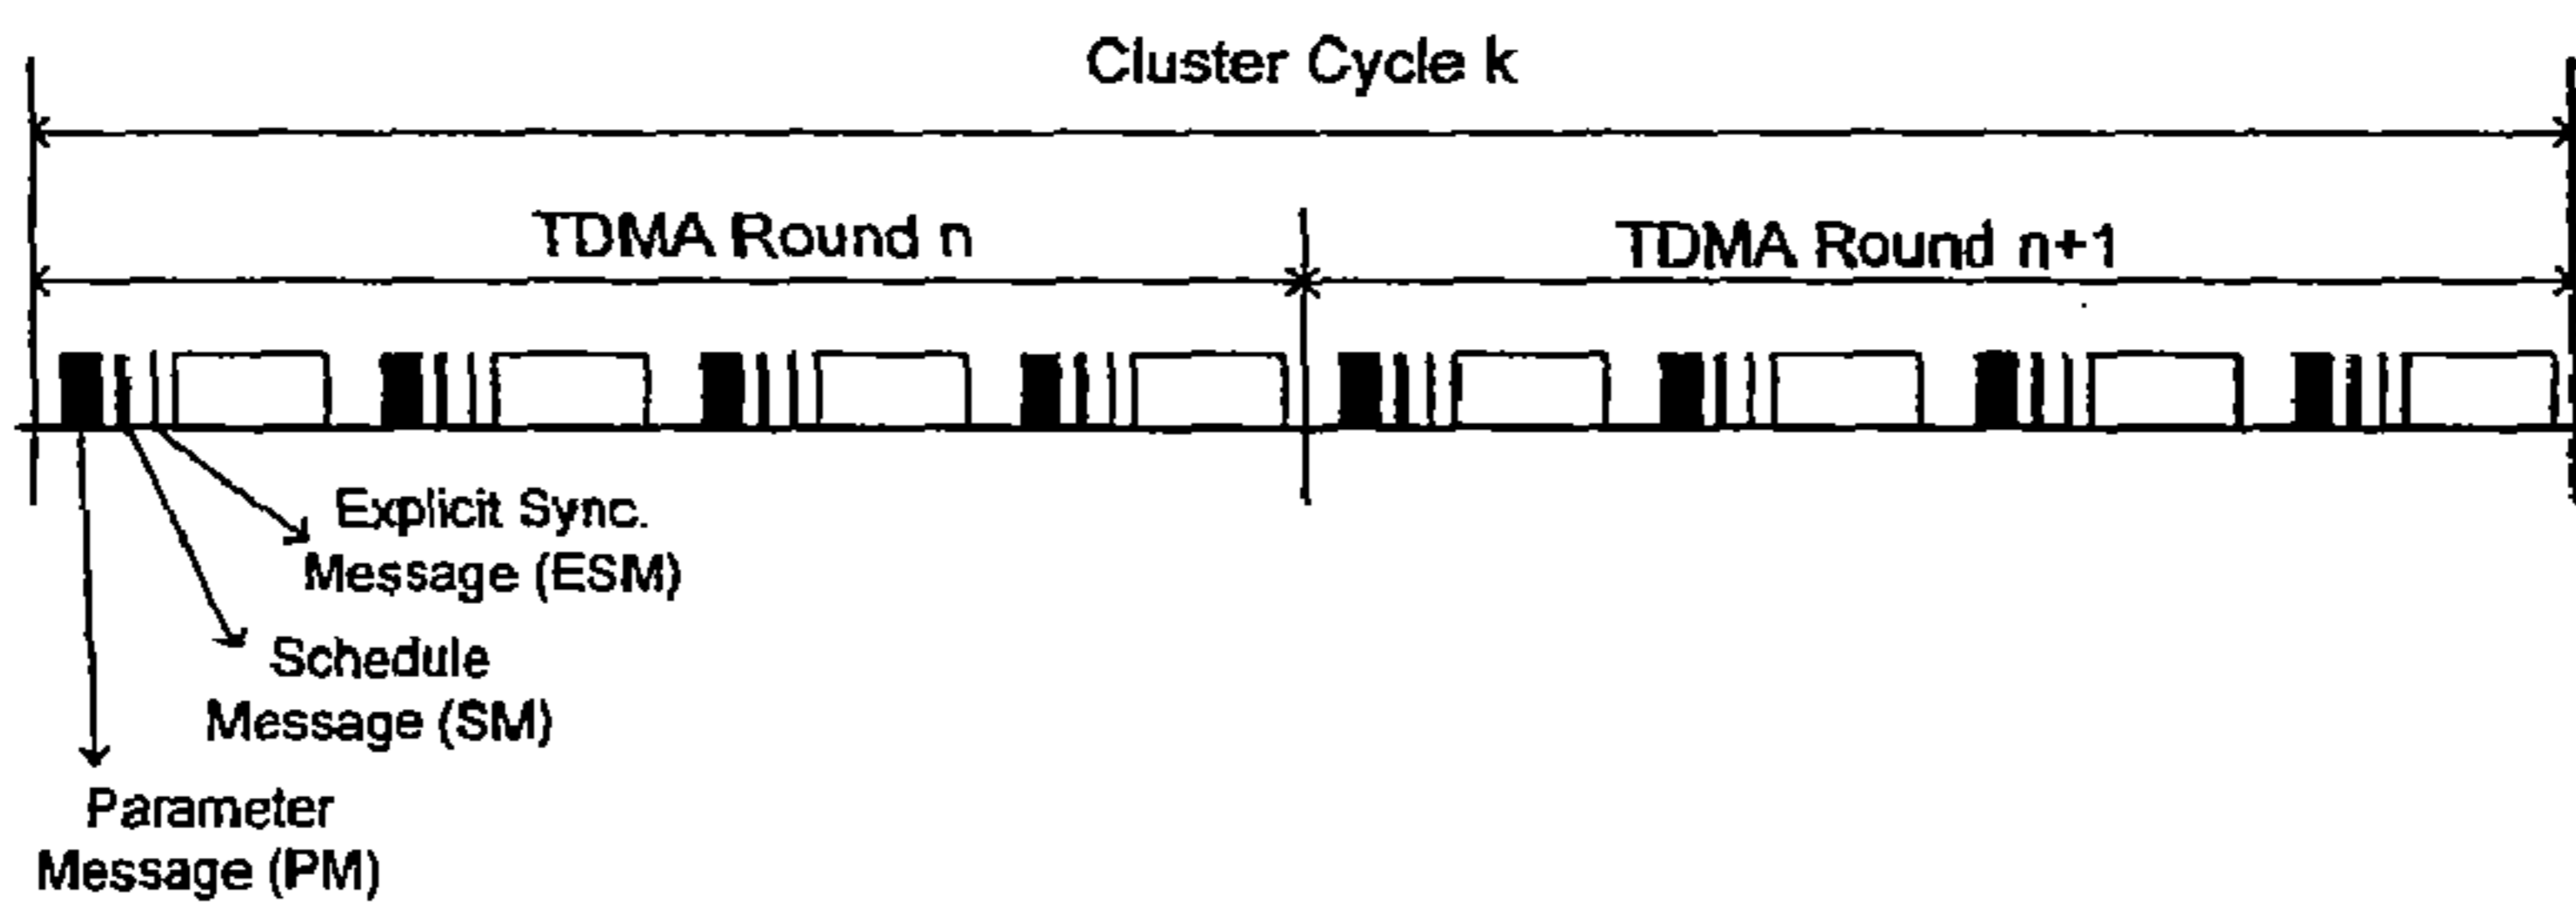 Cluster Cycle k
TDMA Round n
TDMA Round n+1
Explicit Sync.
Message (ESM)
Schedule
Message (SM)
Parameter
Message (PM)